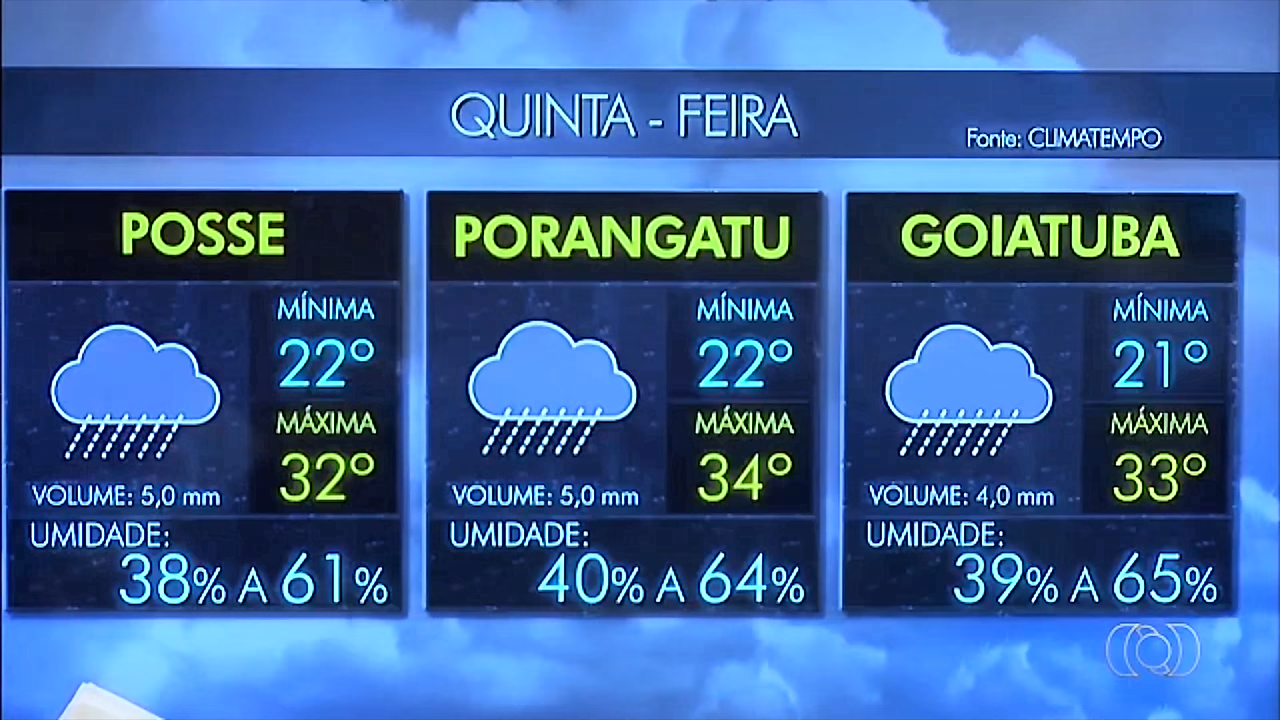 QUINTA - FEIRA
Fonte: CLIMATEMPO
POSSE
MÍNIMA
22°
MÁXIMA
32°
VOLUME: 5,0 mm
UMIDADE:
38% A 61%
PORANGATU
MÍNIMA
22°
MÁXIMA
34°
VOLUME: 5,0 mm
UMIDADE:
40% A 64%
GOIATUBA
MÍNIMA
21°
MÁXIMA
33°
VOLUME: 4,0 mm
UMIDADE:
39% A 65%